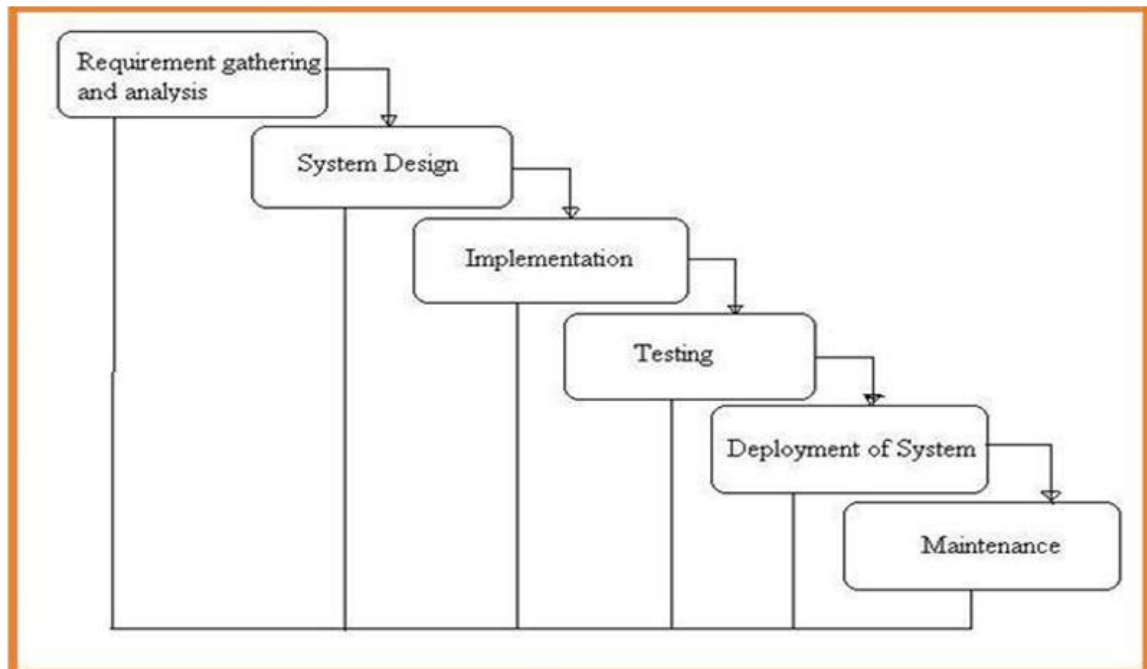 Requirement gathering
and analysis
System Design
Implementation
Testing
Deployment of System
Maintenance